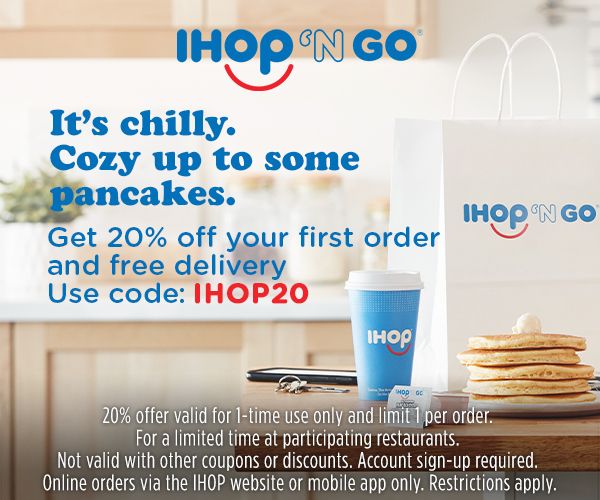 IHOP 'N GO®
It's chilly.
Cozy up to some
pancakes.
Get 20% off your first order
and free delivery
Use code: IHOP20
IHOP 'N GO
IHOP
IHOP 'N GO
20% offer valid for 1-time use only and limit 1 per order.
For a limited time at participating restaurants.
Not valid with other coupons or discounts. Account sign-up required.
Online orders via the IHOP website or mobile app only. Restrictions apply.